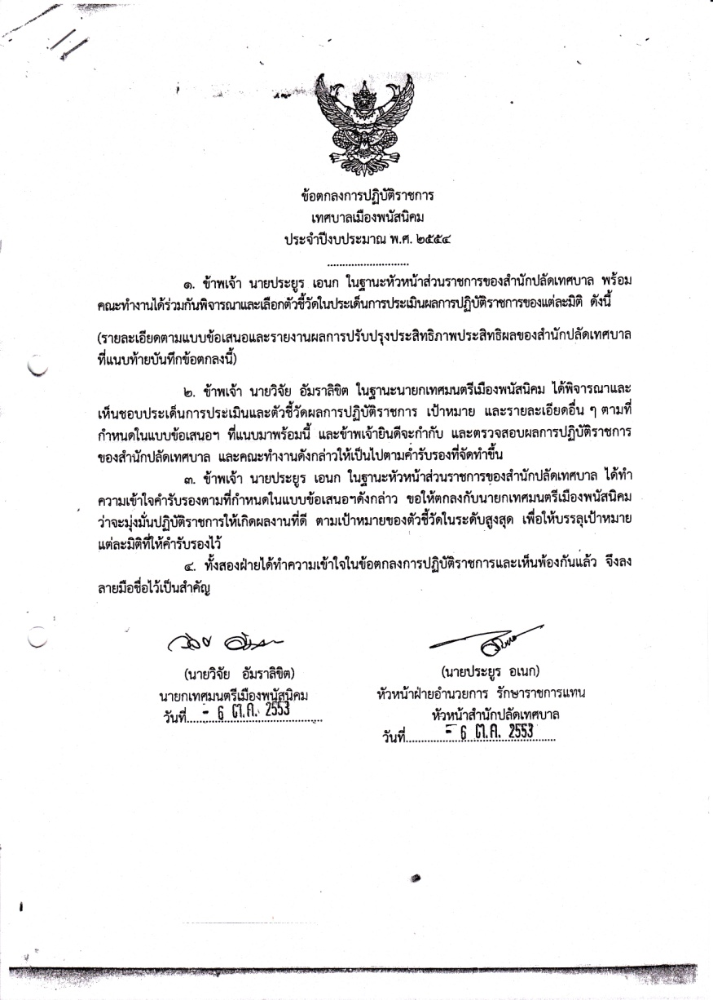 ข้อตกลงการปฏิบัติราชการ
เทศบาลเมืองพนัสนิคม
ประจำปีงบประมาณ พ.ศ. ๒๕๕๔
............................
๑. ข้าพเจ้า นายประยูร เอนก ในฐานะหัวหน้าส่วนราชการของสำนักปลัดเทศบาล พร้อม
คณะทำงานได้ร่วมกันพิจารณาและเลือกตัวชี้วัดในประเด็นการประเมินผลการปฏิบัติราชการของแต่ละมิติ ดังนี้
(รายละเอียดตามแบบข้อเสนอและรายงานผลการปรับปรุงประสิทธิภาพประสิทธิผลของสำนักปลัดเทศบาล
ที่แนบท้ายบันทึกข้อตกลงนี้)
๒. ข้าพเจ้า นายวิจัย อัมราลิขิต ในฐานะนายกเทศมนตรีเมืองพนัสนิคม ได้พิจารณาและ
เห็นชอบประเด็นการประเมินและตัวชี้วัดผลการปฏิบัติราชการ เป้าหมาย และรายละเอียดอื่น ๆ ตามที่
กำหนดในแบบข้อเสนอฯ ที่แนบมาพร้อมนี้ และข้าพเจ้ายินดีจะกำกับ และตรวจสอบผลการปฏิบัติราชการ
ของสำนักปลัดเทศบาล และคณะทำงานดังกล่าวให้เป็นไปตามคำรับรองที่จัดทำขึ้น
๓. ข้าพเจ้า นายประยูร เอนก ในฐานะหัวหน้าส่วนราชการของสำนักปลัดเทศบาล ได้ทำ
ความเข้าใจคำรับรองตามที่กำหนดในแบบข้อเสนอฯดังกล่าว ขอให้ตกลงกับนายกเทศมนตรีเมืองพนัสนิคม
ว่าจะมุ่งมั่นปฏิบัติราชการให้เกิดผลงานที่ดี ตามเป้าหมายของตัวชี้วัดในระดับสูงสุด เพื่อให้บรรลุเป้าหมาย
แต่ละมิติที่ให้คำรับรองไว้
๔. ทั้งสองฝ่ายได้ทำความเข้าใจในข้อตกลงการปฏิบัติราชการและเห็นพ้องกันแล้ว จึงลง
ลายมือชื่อไว้เป็นสำคัญ
(นายวิจัย อัมราลิขิต)
นายกเทศมนตรีเมืองพนัสนิคม
วันที่.... - 6 ต.ค. 2553 ....
(นายประยูร อเนก)
หัวหน้าฝ่ายอำนวยการ รักษาราชการแทน
หัวหน้าสำนักปลัดเทศบาล
วันที่.... - 6 ต.ค. 2553 ....